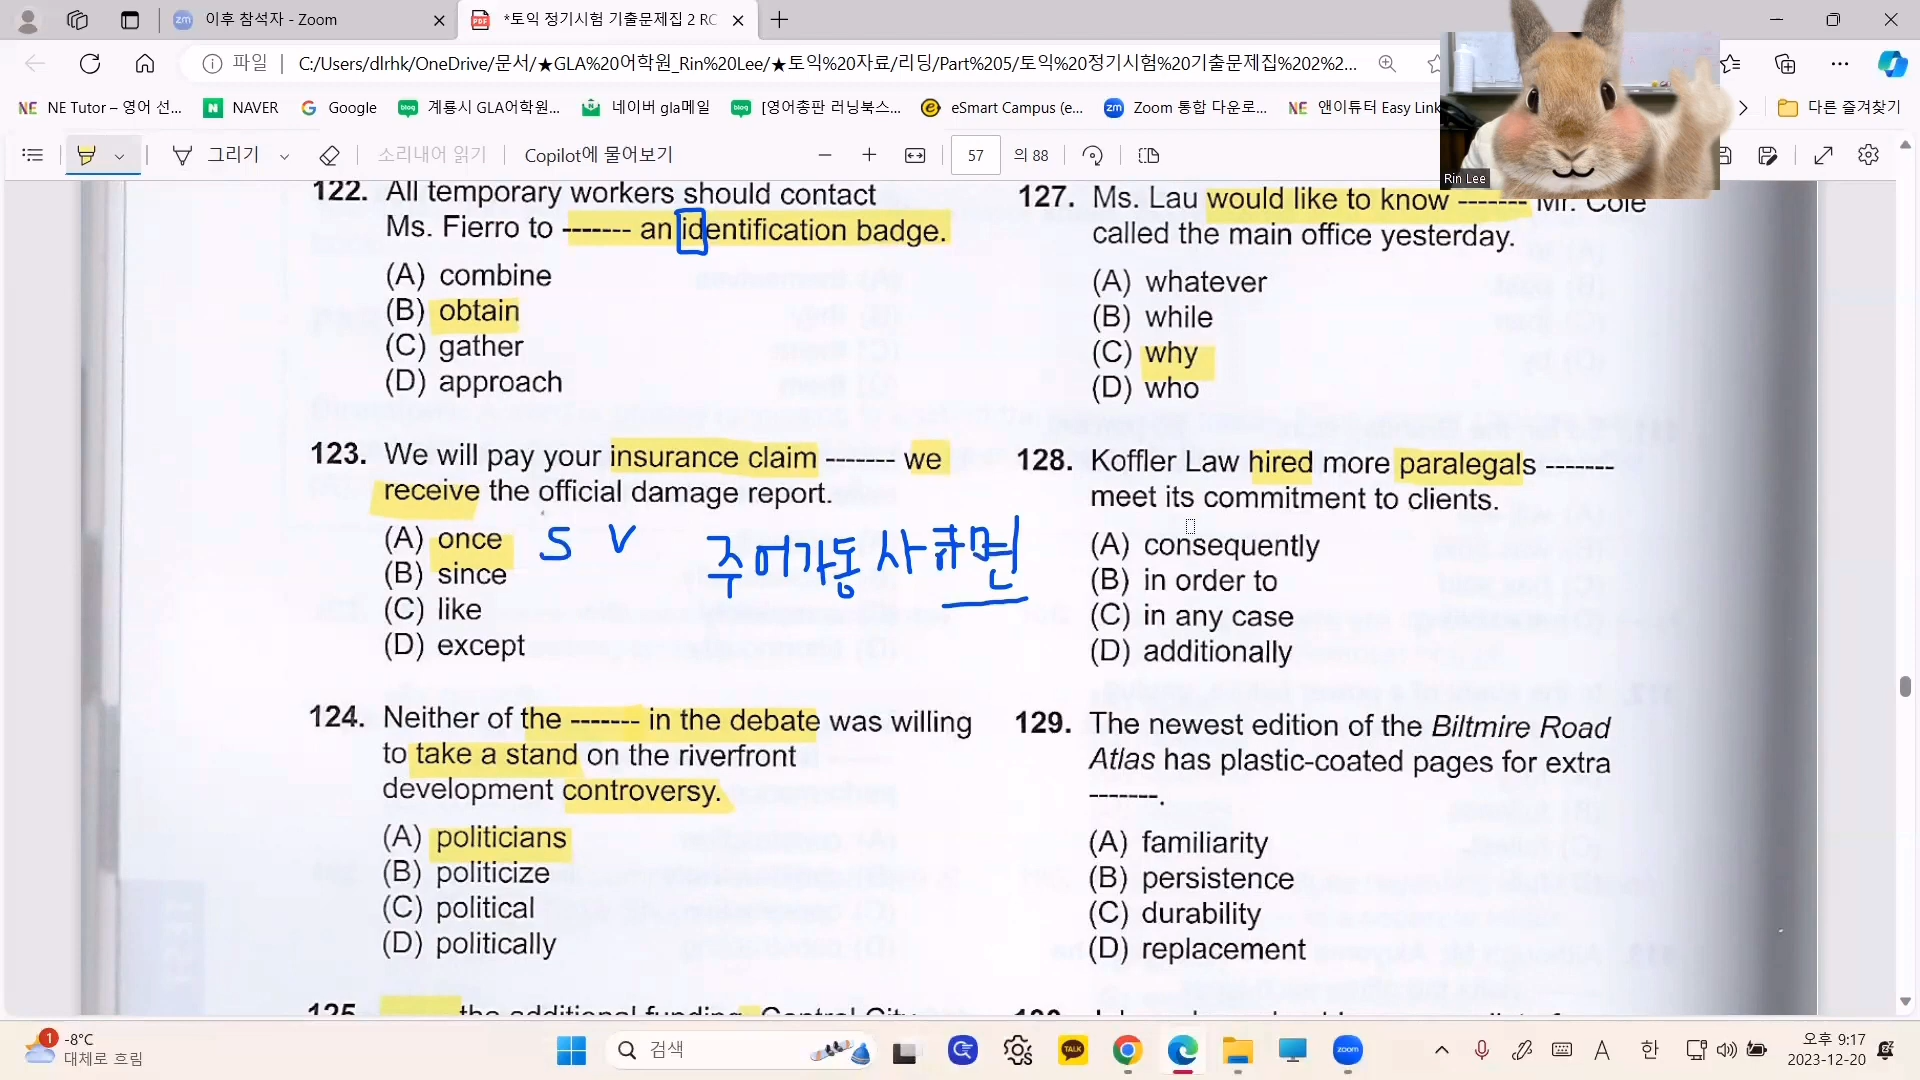 이후 참석자 - Zoom
*토익 정기시험 기출문제집 2 RC
파일
C:/Users/dlrhk/OneDrive/문서/★GLA%20어학원_Rin%20Lee/★토익%20자료/리딩/Part%205/토익%20정기시험%20기출문제집%202%2...
NE Tutor – 영어 선...
NAVER
Google
계룡시 GLA어학원...
네이버 gla메일
[영어총판 러닝북스...
eSmart Campus (e...
Zoom 통합 다운로...
앤이튜터 Easy Link
다른 즐겨찾기
그리기
소리내어 읽기
Copilot에 물어보기
57 의 88
Rin Lee
122. All temporary workers should contact
Ms. Fierro to ------- an identification badge.
(A) combine
(B) obtain
(C) gather
(D) approach
123. We will pay your insurance claim ------- we
receive the official damage report.
(A) once
(B) since
(C) like
(D) except
S V 주어가동사하면
124. Neither of the ------- in the debate was willing
to take a stand on the riverfront
development controversy.
(A) politicians
(B) politicize
(C) political
(D) politically
125. the additional funding, Central City
127. Ms. Lau would like to know ------- Mr. Cole
called the main office yesterday.
(A) whatever
(B) while
(C) why
(D) who
128. Koffler Law hired more paralegals -------
meet its commitment to clients.
(A) consequently
(B) in order to
(C) in any case
(D) additionally
129. The newest edition of the Biltmire Road
Atlas has plastic-coated pages for extra
-------.
(A) familiarity
(B) persistence
(C) durability
(D) replacement
1
-8°C
대체로 흐림
검색
TALK
zoom
A
한
오후 9:17
2023-12-20